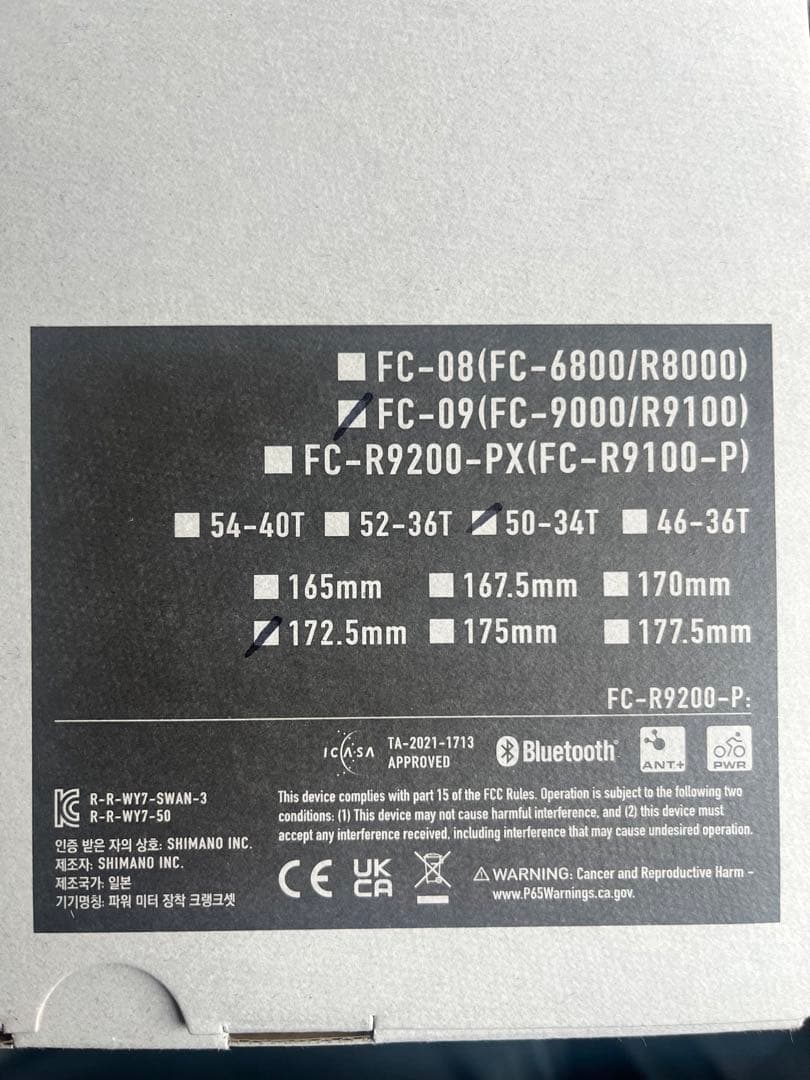 FC-08(FC-6800/R8000)
FC-09(FC-9000/R9100)
FC-R9200-PX(FC-R9100-P)
54-40T 52-36T 50-34T 46-36T
165mm 167.5mm 170mm
172.5mm 175mm 177.5mm
FC-R9200-P:
ICASA TA-2021-1713 APPROVED Bluetooth® ANT+ PWR
R-R-WY7-SWAN-3
R-R-WY7-50
인증 받은 자의 상호: SHIMANO INC.
제조자: SHIMANO INC.
제조국가: 일본
기기명칭: 파워 미터 장착 크랭크셋
This device complies with part 15 of the FCC Rules. Operation is subject to the following two
conditions: (1) This device may not cause harmful interference, and (2) this device must
accept any interference received, including interference that may cause undesired operation.
CE UK CA ⚠WARNING: Cancer and Reproductive Harm -
www.P65Warnings.ca.gov.